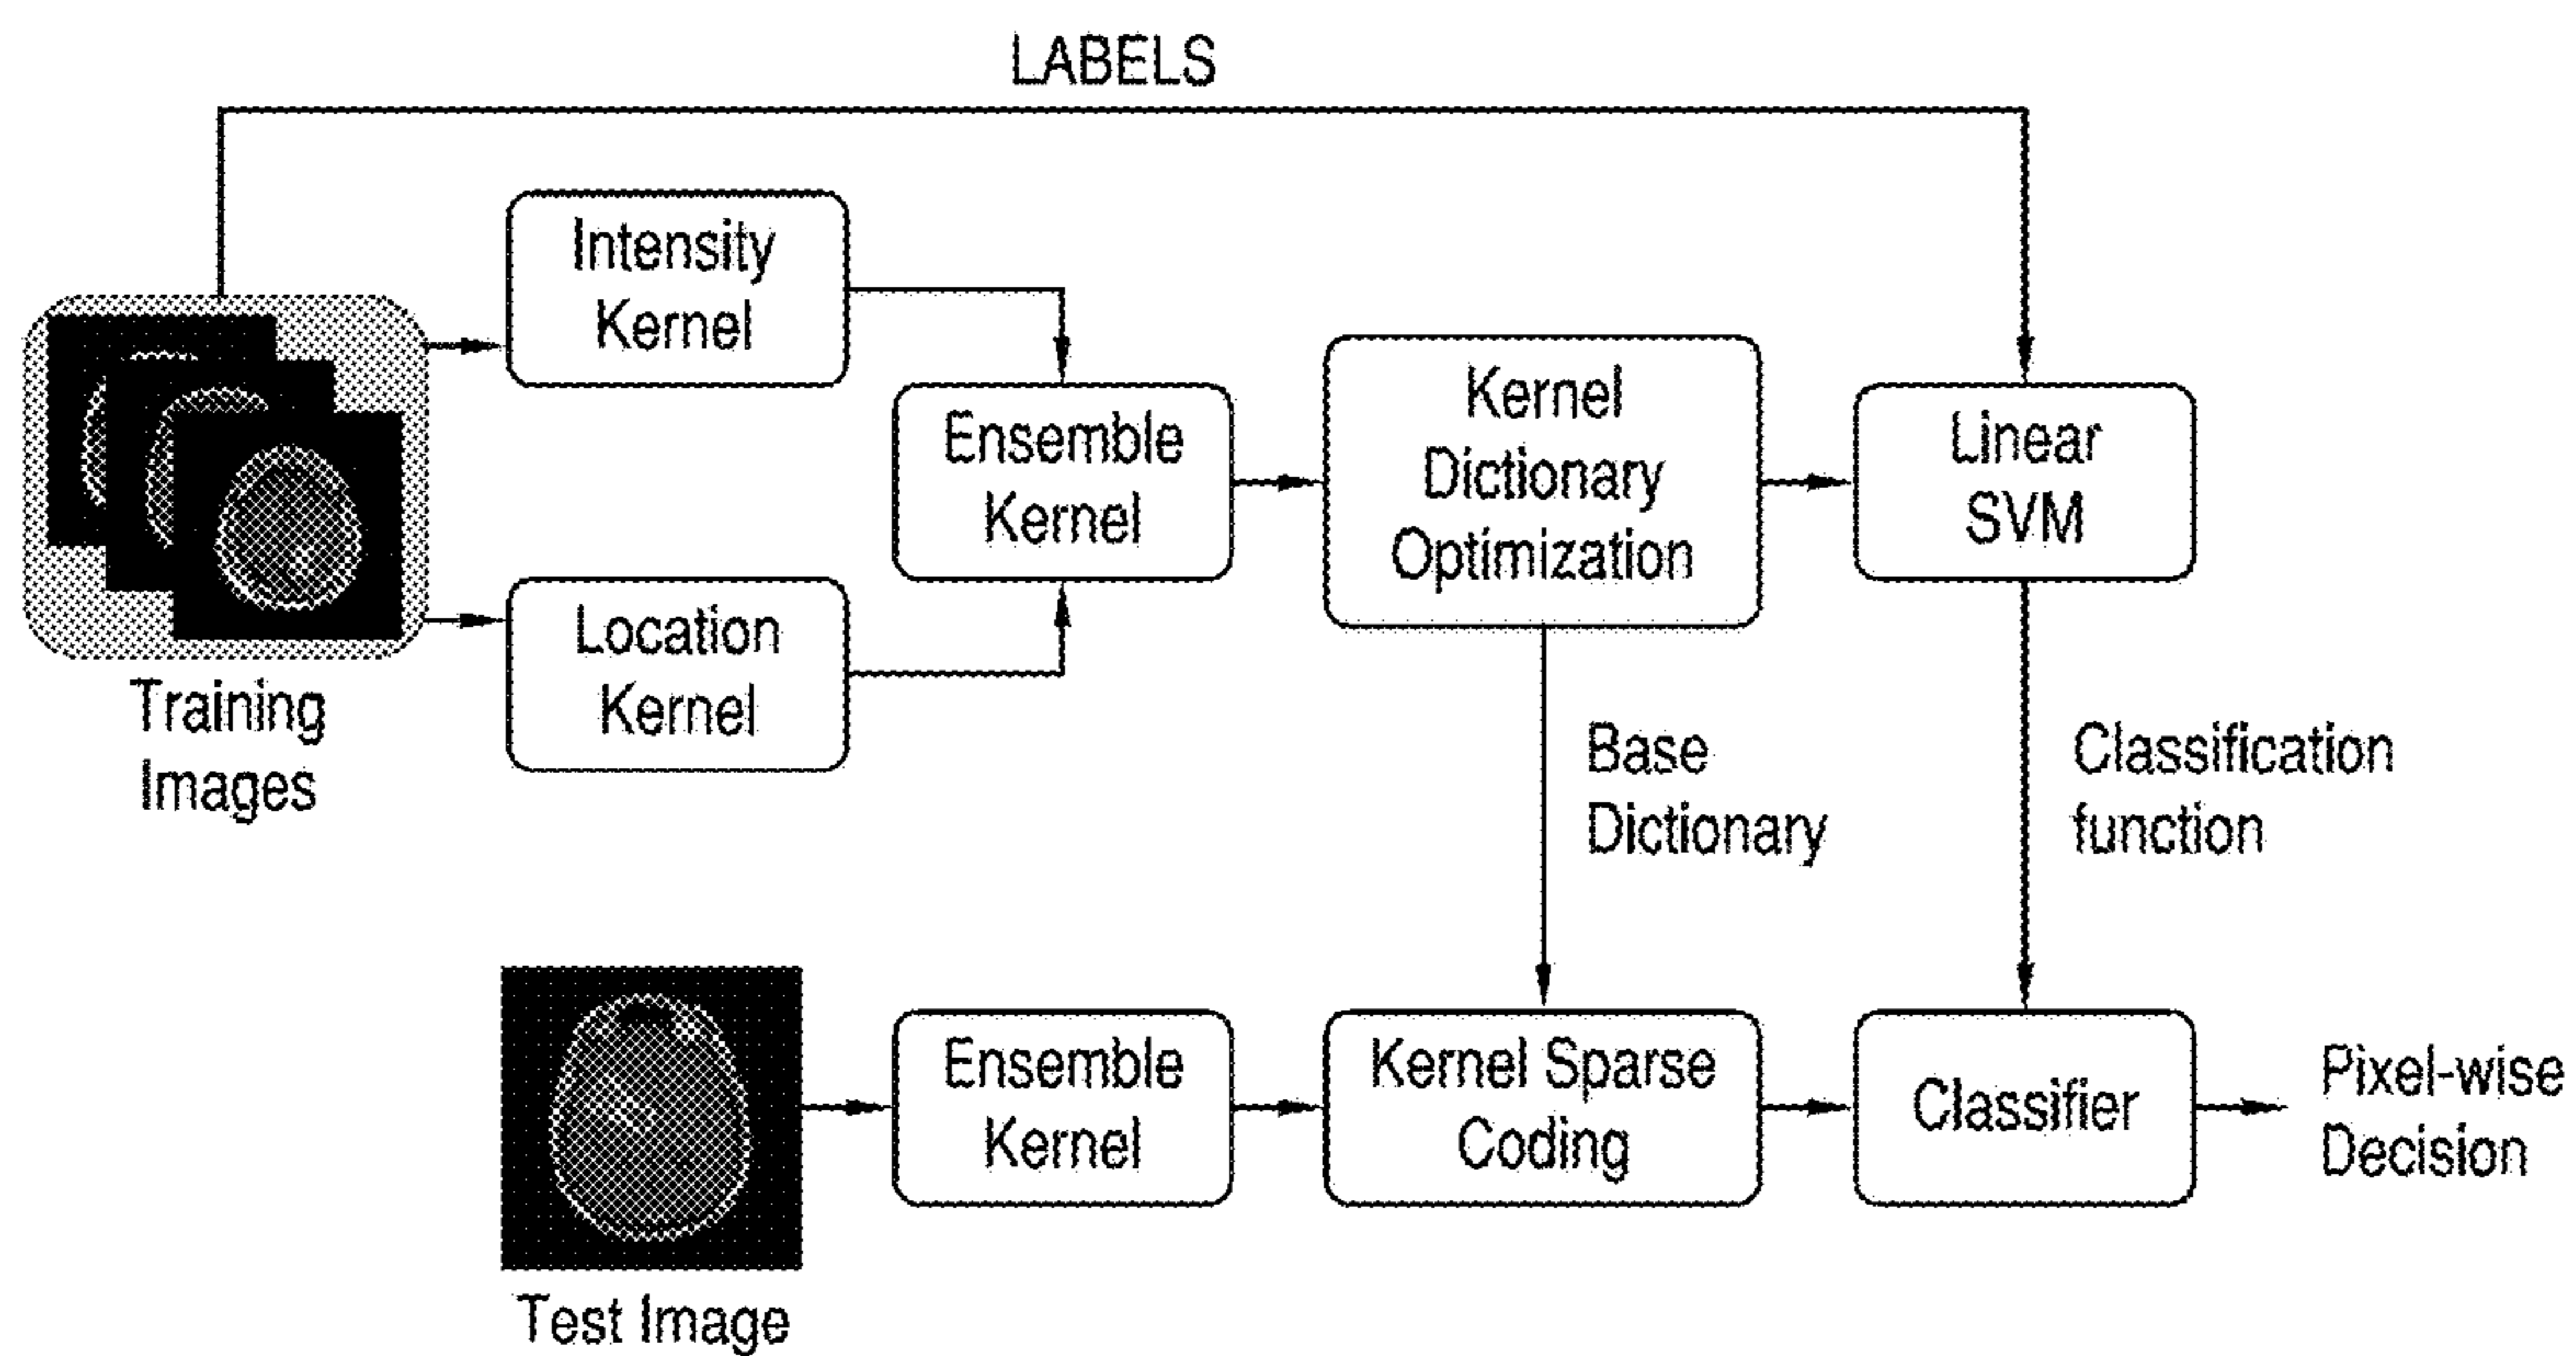 LABELS
Intensity
Kernel
Ensemble
Kernel
Kernel
Dictionary
Optimization
Linear
SVM
Location
Kernel
Training
Images
Base
Dictionary
Classification
function
Ensemble
Kernel
Kernel Sparse
Coding
Classifier
Pixel-wise
Decision
Test Image